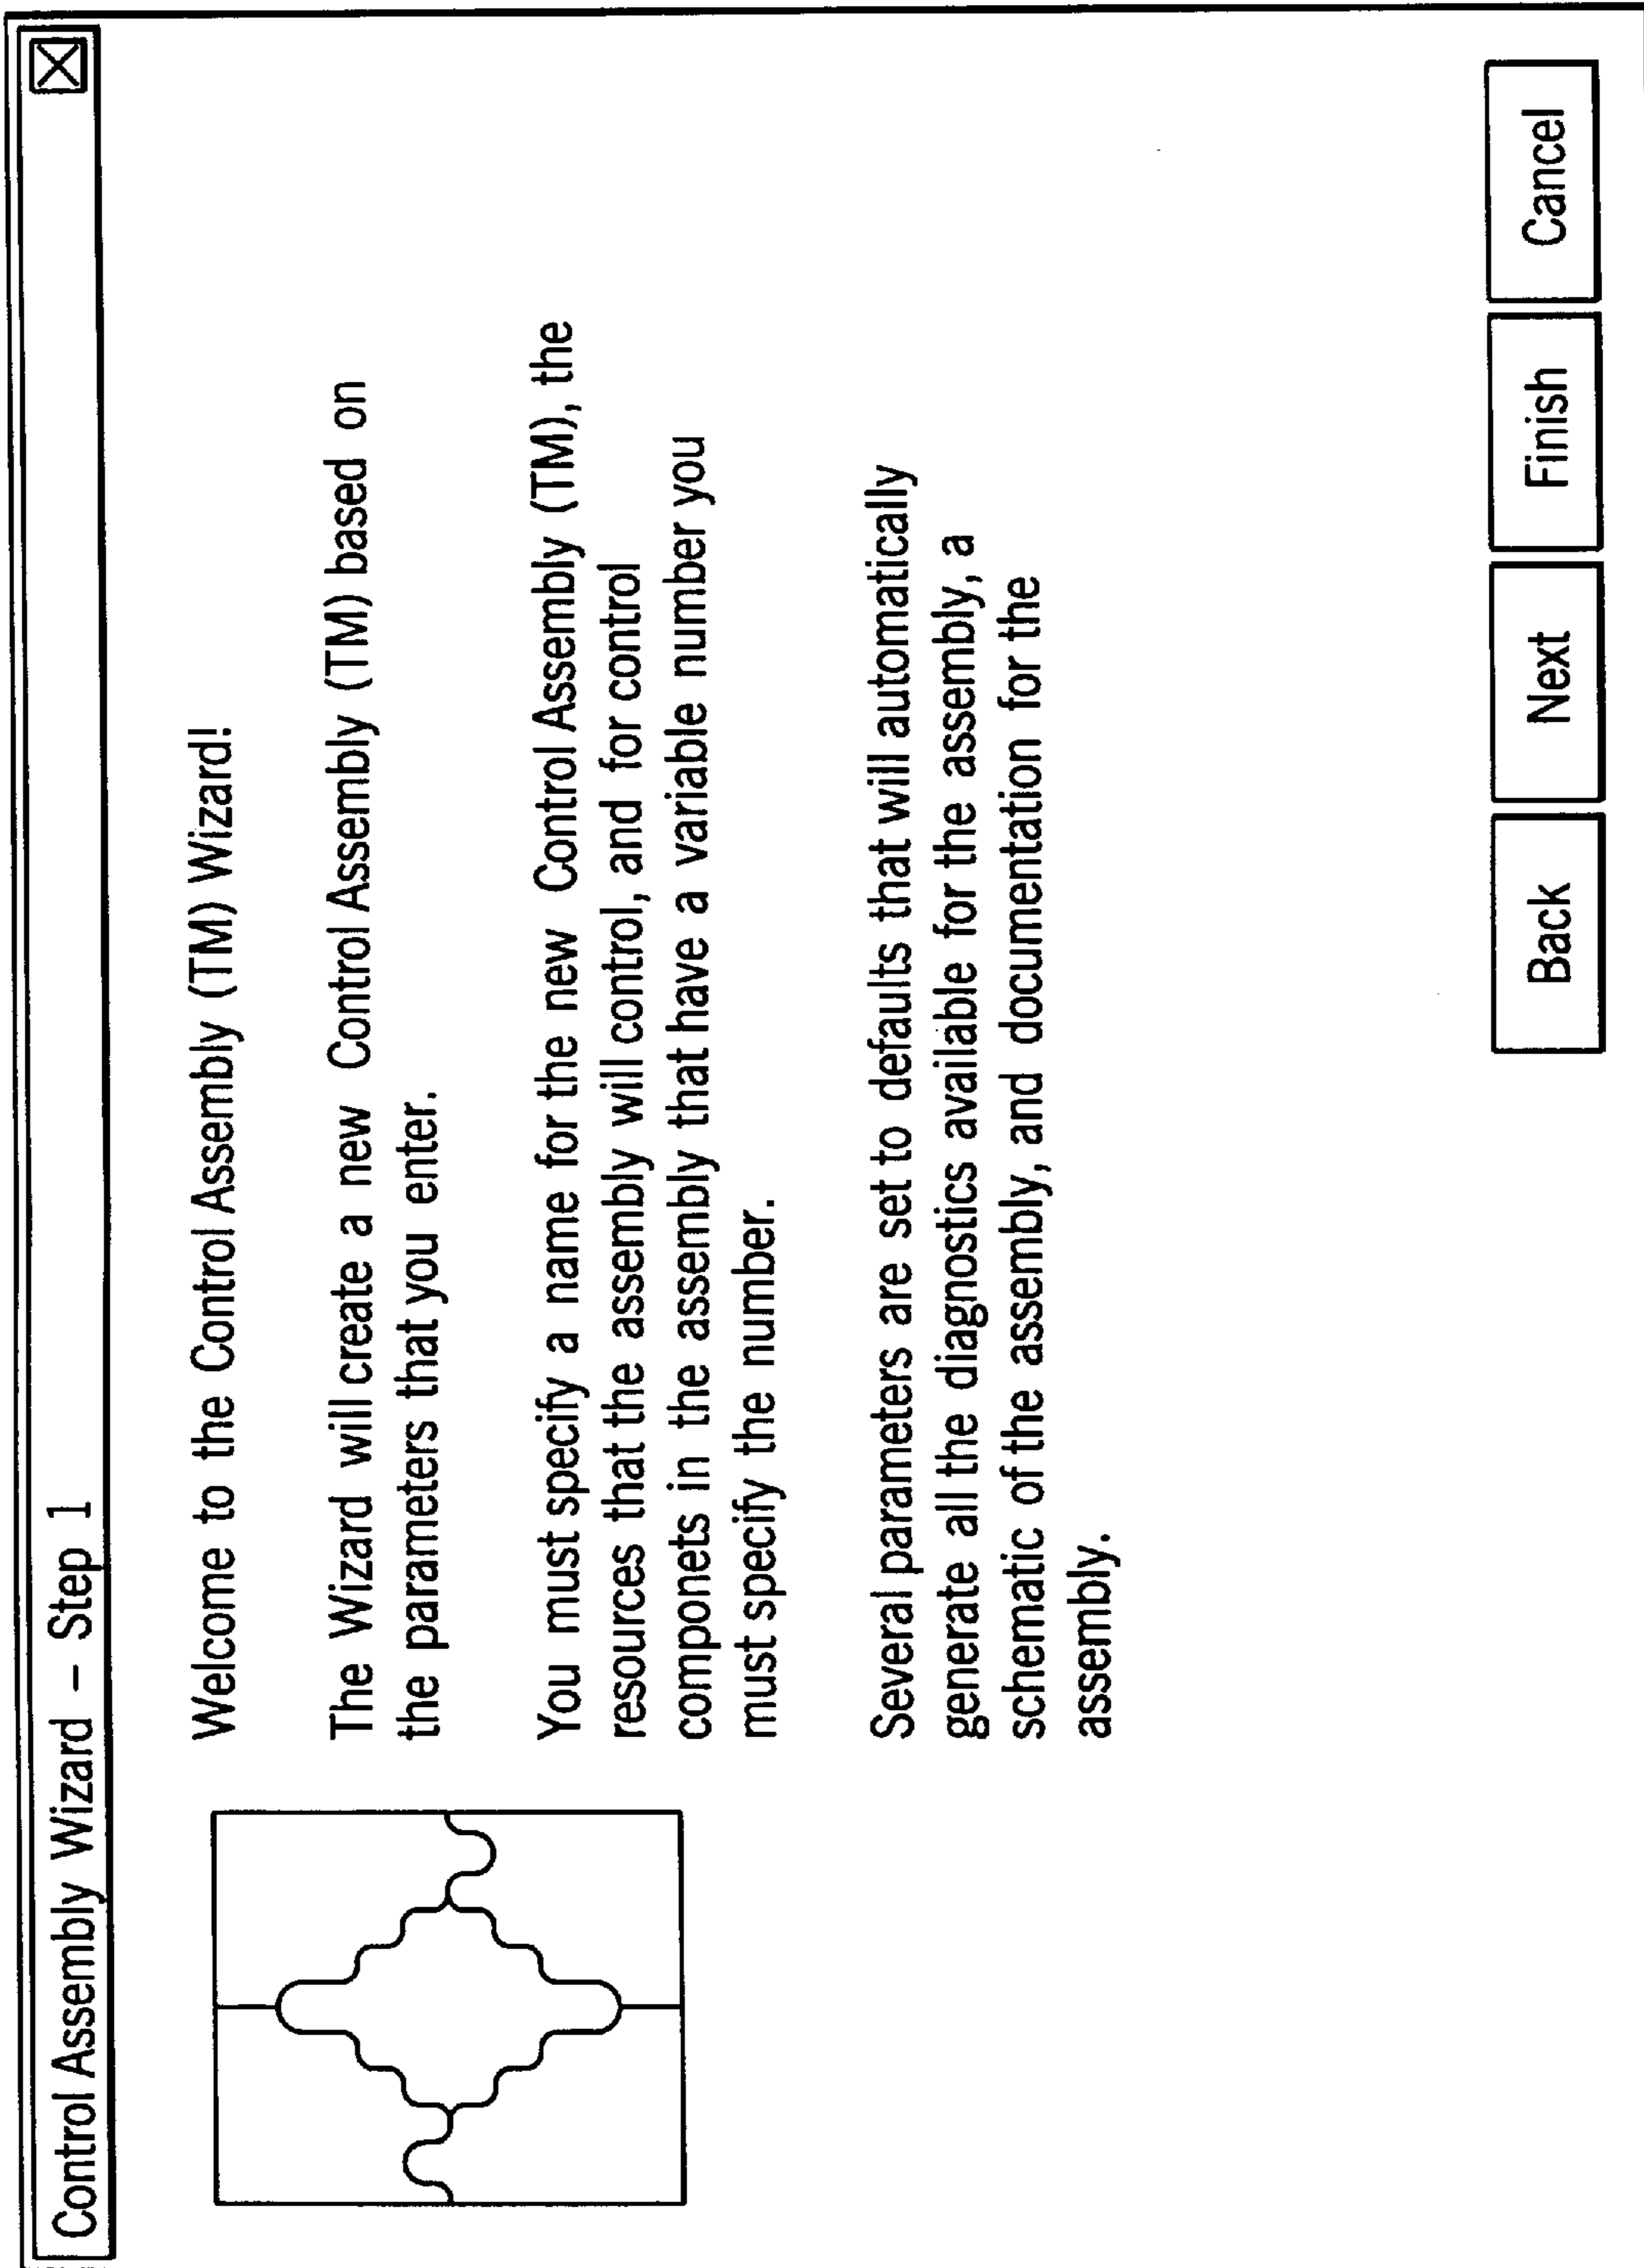 Control Assembly Wizard – Step 1
Welcome to the Control Assembly (TM) Wizard!
The Wizard will create a new Control Assembly (TM) based on
the parameters that you enter.
You must specify a name for the new Control Assembly (TM), the
resources that the assembly will control, and for control
componets in the assembly that have a variable number you
must specify the number.
Several parameters are set to defaults that will automatically
generate all the diagnostics available for the assembly, a
schematic of the assembly, and documentation for the
assembly.
Back
Next
Finish
Cancel